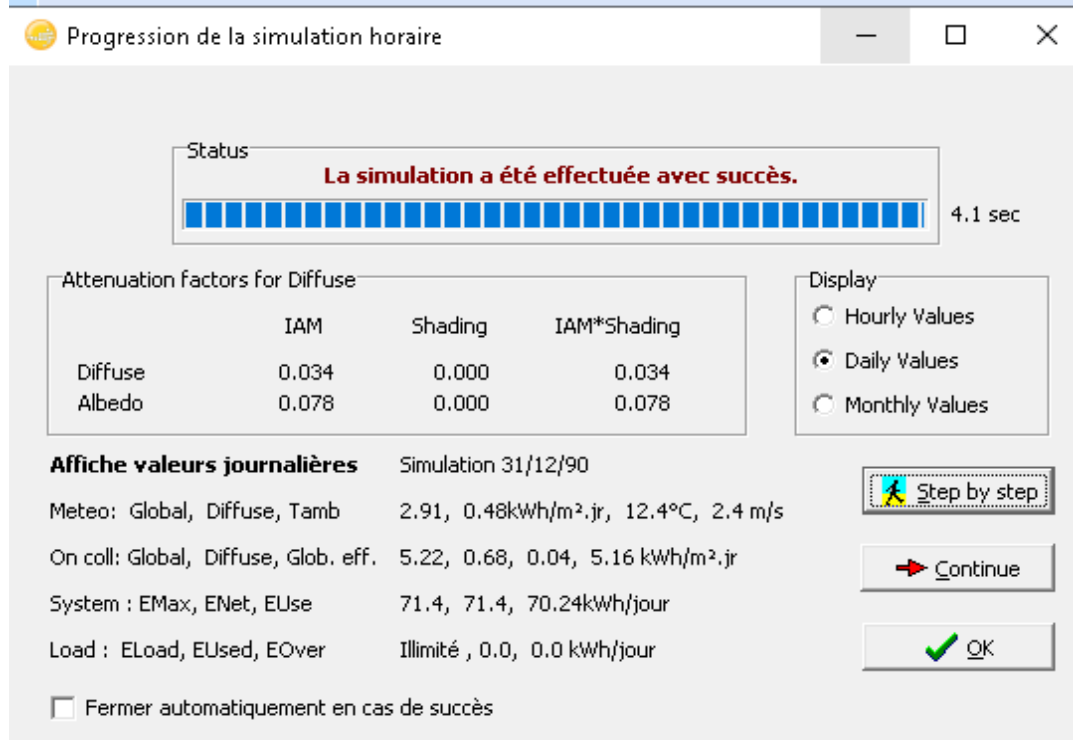 Progression de la simulation horaire
Status
La simulation a été effectuée avec succès.
4.1 sec
Attenuation factors for Diffuse
IAM Shading IAM*Shading
Diffuse 0.034 0.000 0.034
Albedo 0.078 0.000 0.078
Display
Hourly Values
Daily Values
Monthly Values
Affiche valeurs journalières Simulation 31/12/90
Meteo: Global, Diffuse, Tamb 2.91, 0.48kWh/m².jr, 12.4°C, 2.4 m/s
On coll: Global, Diffuse, Glob. eff. 5.22, 0.68, 0.04, 5.16 kWh/m².jr
System : EMax, ENet, EUse 71.4, 71.4, 70.24kWh/jour
Load : ELoad, EUsed, EOver Illimité , 0.0, 0.0 kWh/jour
Step by step
Continue
OK
Fermer automatiquement en cas de succès